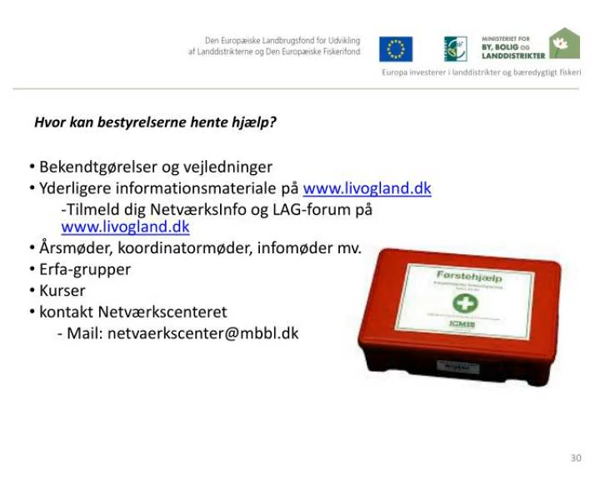 Den Europæiske Landbrugsfond for Udvikling
af Landdistrikterne og Den Europæiske Fiskerifond
MINISTERIET FOR
BY, BOLIG OG
LANDDISTRIKTER
Europa investerer i landdistrikter og bæredygtigt fiskeri
Hvor kan bestyrelserne hente hjælp?
• Bekendtgørelser og vejledninger
• Yderligere informationsmateriale på www.livogland.dk
-Tilmeld dig NetværksInfo og LAG-forum på
www.livogland.dk
• Årsmøder, koordinatormøder, infomøder mv.
• Erfa-grupper
• Kurser
• kontakt Netværkscenteret
- Mail: netvaerkscenter@mbbl.dk
Førstehjælp
30